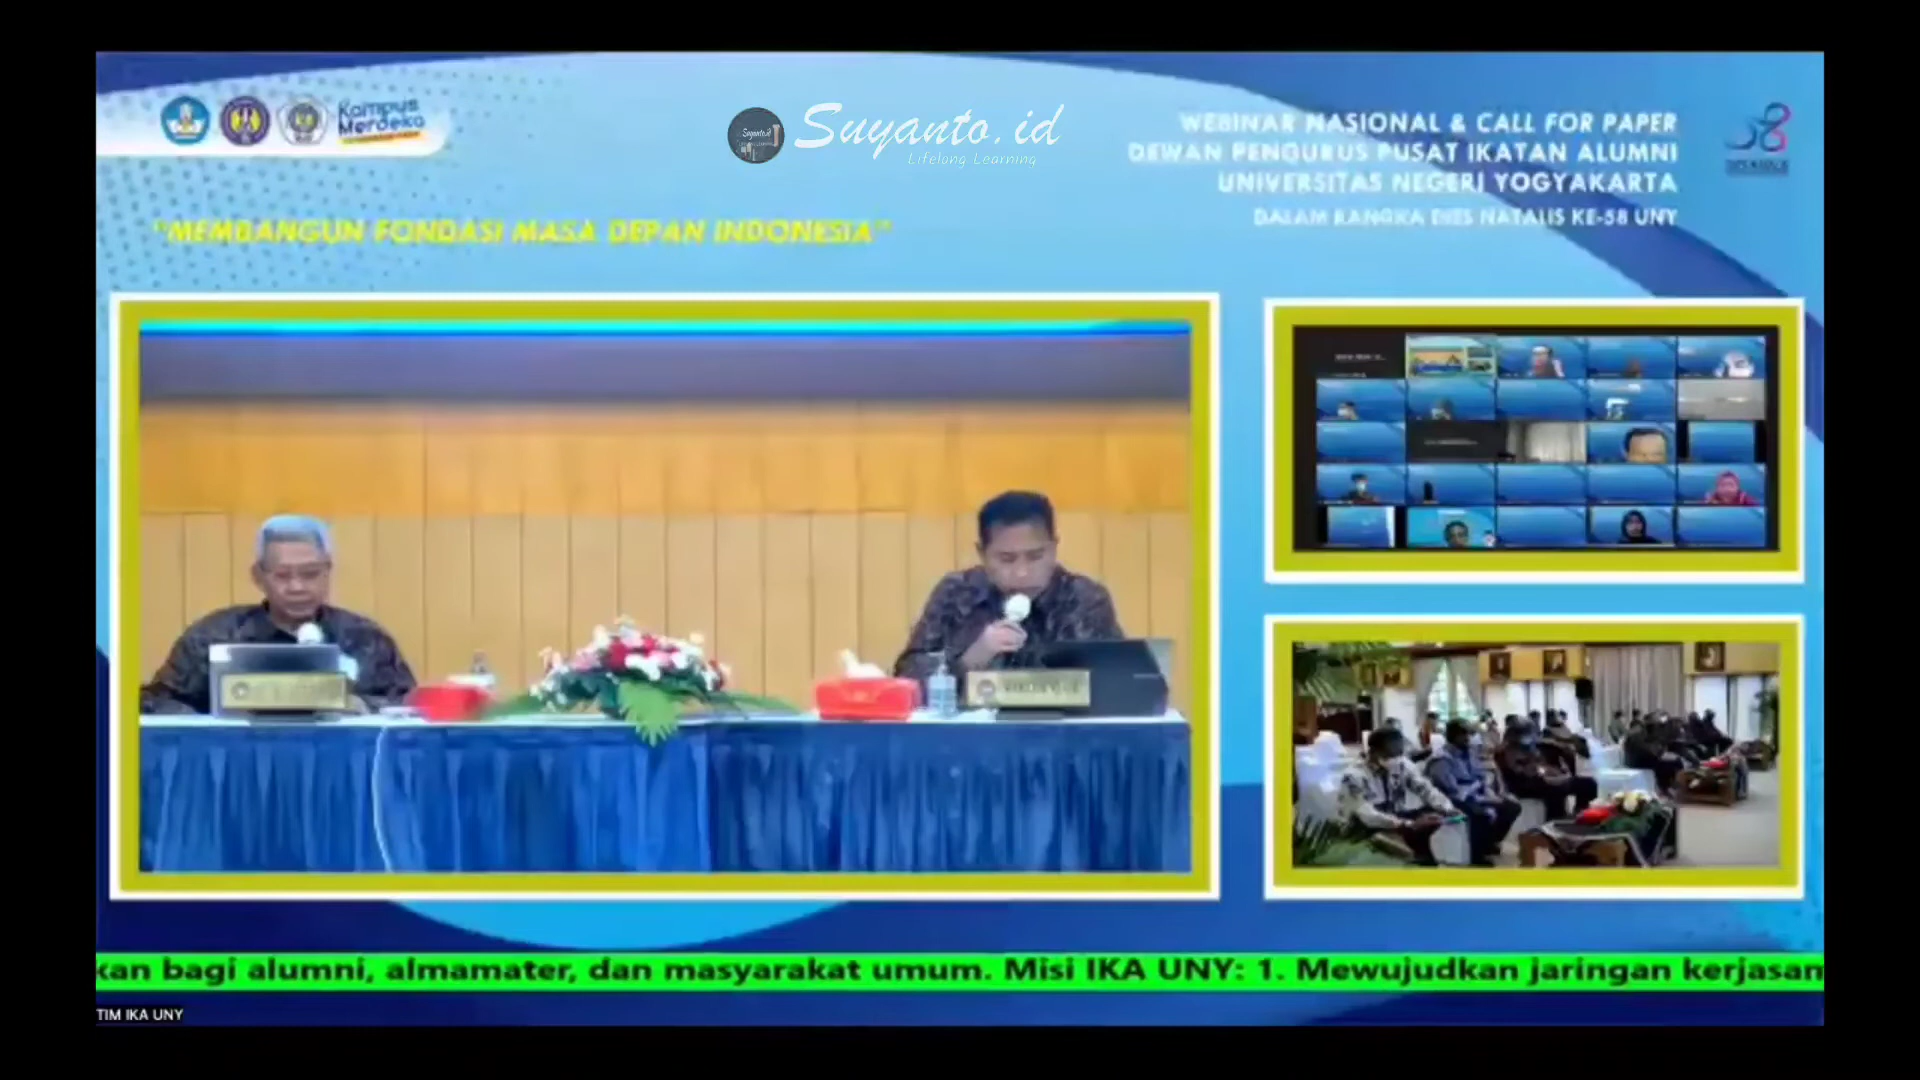 Kampus
Merdeka
Suyanto.id
Lifelong Learning
WEBINAR NASIONAL & CALL FOR PAPER
DEWAN PENGURUS PUSAT IKATAN ALUMNI
UNIVERSITAS NEGERI YOGYAKARTA
DALAM RANGKA DIES NATALIS KE-58 UNY
"MEMBANGUN FONDASI MASA DEPAN INDONESIA"
kan bagi alumni, almamater, dan masyarakat umum. Misi IKA UNY: 1. Mewujudkan jaringan kerjasam
TIM IKA UNY